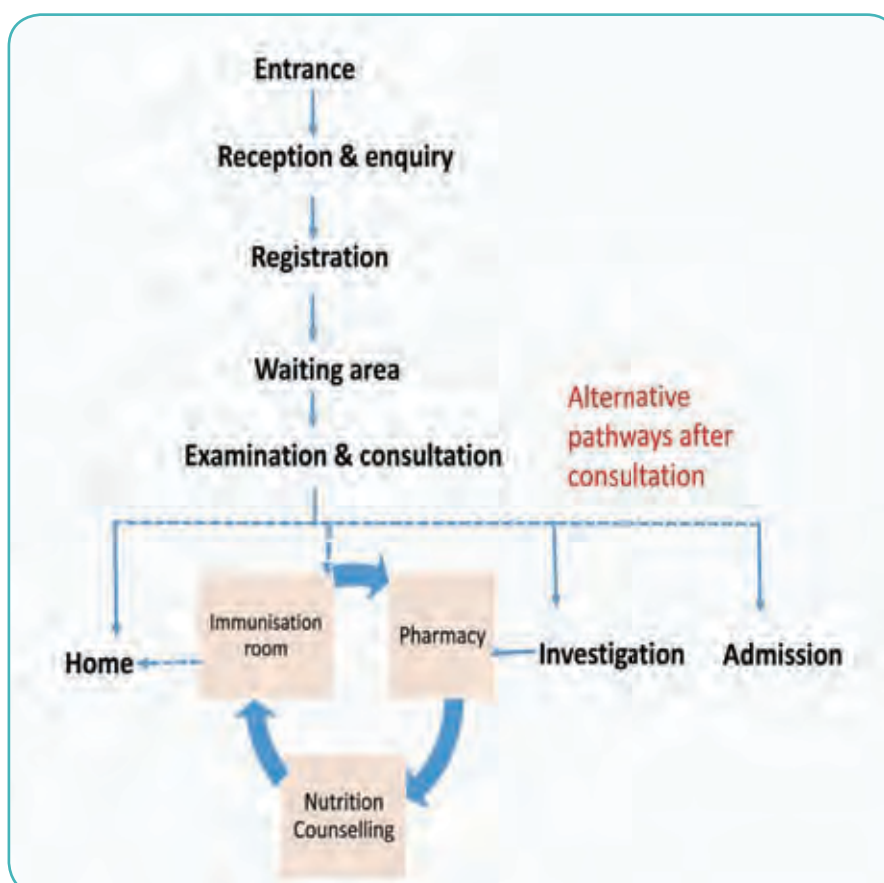 Entrance
Reception & enquiry
Registration
Waiting area
Alternative
pathways after
consultation
Examination & consultation
Immunisation
room
Pharmacy
Home
Investigation
Admission
Nutrition
Counselling